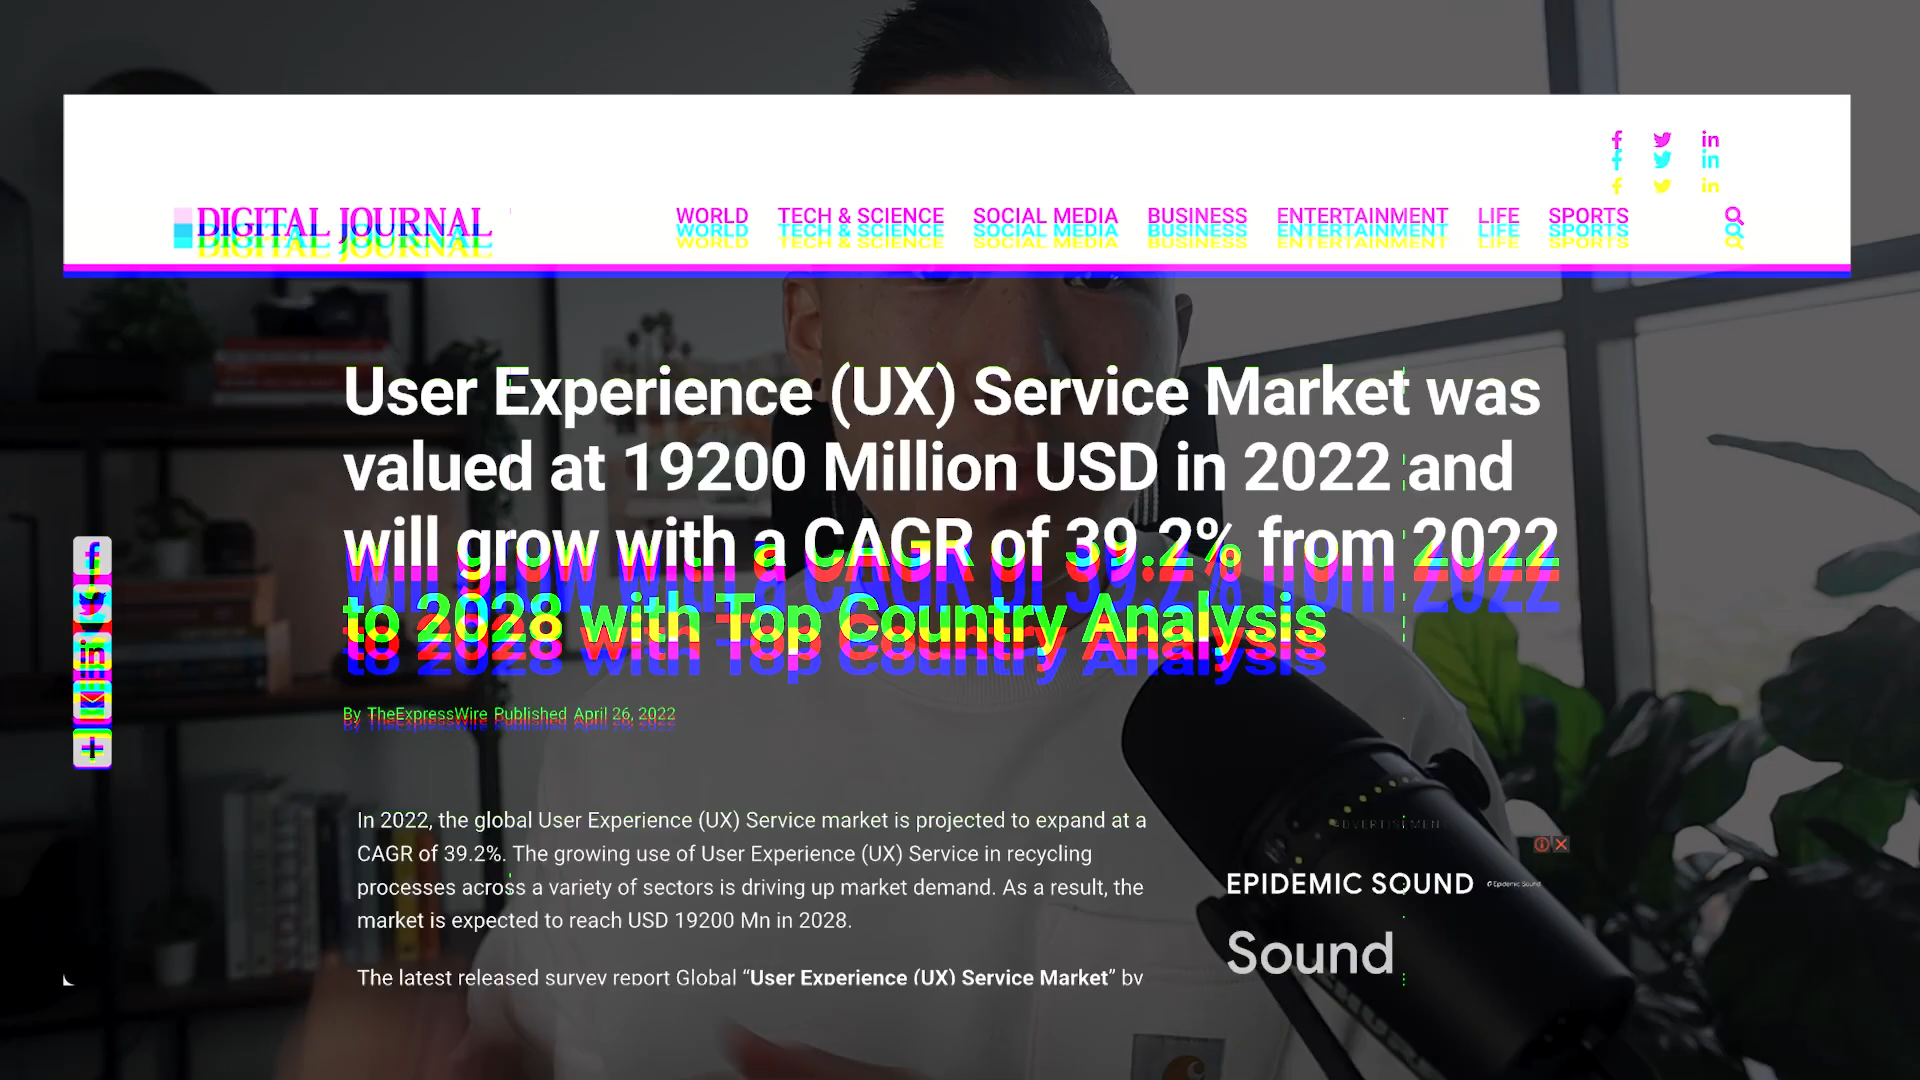 DIGITAL JOURNAL
WORLD TECH & SCIENCE SOCIAL MEDIA BUSINESS ENTERTAINMENT LIFE SPORTS
User Experience (UX) Service Market was
valued at 19200 Million USD in 2022 and
will grow with a CAGR of 39.2% from 2022
to 2028 with Top Country Analysis
By TheExpressWire Published April 26, 2022
In 2022, the global User Experience (UX) Service market is projected to expand at a
CAGR of 39.2%. The growing use of User Experience (UX) Service in recycling
processes across a variety of sectors is driving up market demand. As a result, the
market is expected to reach USD 19200 Mn in 2028.
The latest released survey report Global “User Experience (UX) Service Market” by
ADVERTISEMENT
EPIDEMIC SOUND
Epidemic Sound
Sound